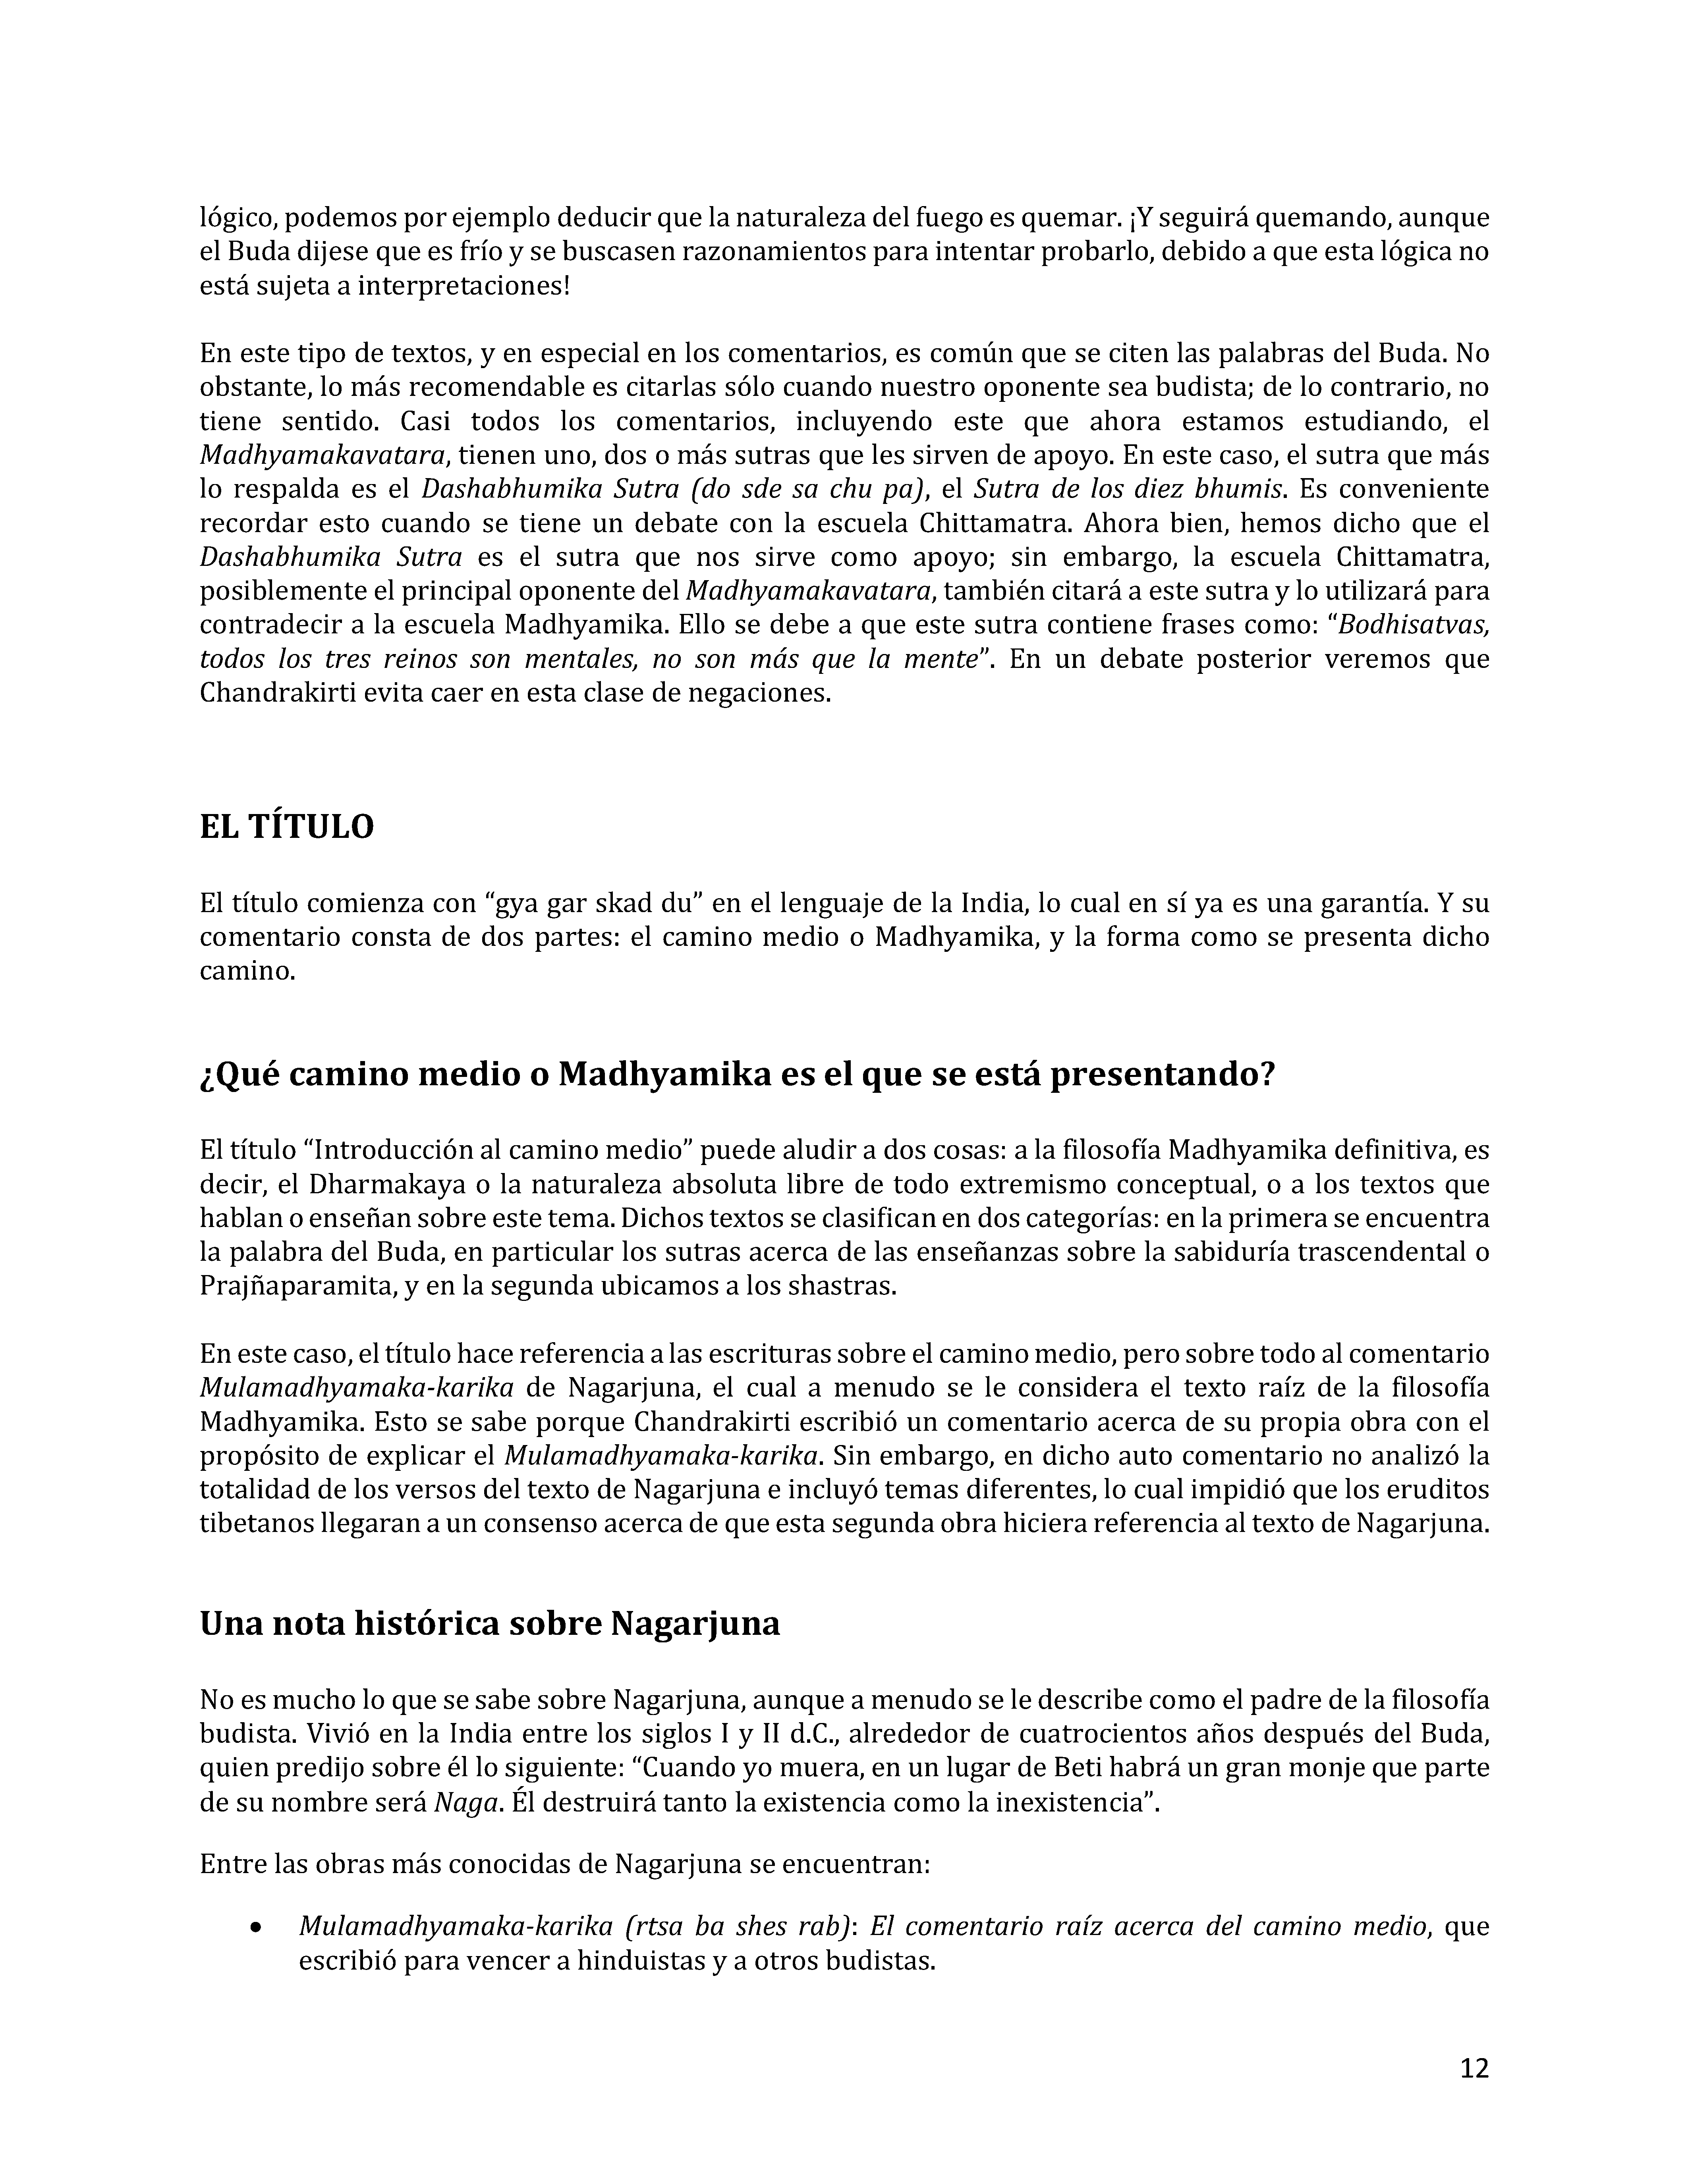 lógico, podemos por ejemplo deducir que la naturaleza del fuego es quemar. ¡Y seguirá quemando, aunque
el Buda dijese que es frío y se buscasen razonamientos para intentar probarlo, debido a que esta lógica no
está sujeta a interpretaciones!
En este tipo de textos, y en especial en los comentarios, es común que se citen las palabras del Buda. No
obstante, lo más recomendable es citarlas sólo cuando nuestro oponente sea budista; de lo contrario, no
tiene sentido. Casi todos los comentarios, incluyendo este que ahora estamos estudiando, el
Madhyamakavatara, tienen uno, dos o más sutras que les sirven de apoyo. En este caso, el sutra que más
lo respalda es el Dashabhumika Sutra (do sde sa chu pa), el Sutra de los diez bhumis. Es conveniente
recordar esto cuando se tiene un debate con la escuela Chittamatra. Ahora bien, hemos dicho que el
Dashabhumika Sutra es el sutra que nos sirve como apoyo; sin embargo, la escuela Chittamatra,
posiblemente el principal oponente del Madhyamakavatara, también citará a este sutra y lo utilizará para
contradecir a la escuela Madhyamika. Ello se debe a que este sutra contiene frases como: “Bodhisatvas,
todos los tres reinos son mentales, no son más que la mente”. En un debate posterior veremos que
Chandrakirti evita caer en esta clase de negaciones.
EL TÍTULO
El título comienza con “gya gar skad du” en el lenguaje de la India, lo cual en sí ya es una garantía. Y su
comentario consta de dos partes: el camino medio o Madhyamika, y la forma como se presenta dicho
camino.
¿Qué camino medio o Madhyamika es el que se está presentando?
El título “Introducción al camino medio” puede aludir a dos cosas: a la filosofía Madhyamika definitiva, es
decir, el Dharmakaya o la naturaleza absoluta libre de todo extremismo conceptual, o a los textos que
hablan o enseñan sobre este tema. Dichos textos se clasifican en dos categorías: en la primera se encuentra
la palabra del Buda, en particular los sutras acerca de las enseñanzas sobre la sabiduría trascendental o
Prajñaparamita, y en la segunda ubicamos a los shastras.
En este caso, el título hace referencia a las escrituras sobre el camino medio, pero sobre todo al comentario
Mulamadhyamaka-karika de Nagarjuna, el cual a menudo se le considera el texto raíz de la filosofía
Madhyamika. Esto se sabe porque Chandrakirti escribió un comentario acerca de su propia obra con el
propósito de explicar el Mulamadhyamaka-karika. Sin embargo, en dicho auto comentario no analizó la
totalidad de los versos del texto de Nagarjuna e incluyó temas diferentes, lo cual impidió que los eruditos
tibetanos llegaran a un consenso acerca de que esta segunda obra hiciera referencia al texto de Nagarjuna.
Una nota histórica sobre Nagarjuna
No es mucho lo que se sabe sobre Nagarjuna, aunque a menudo se le describe como el padre de la filosofía
budista. Vivió en la India entre los siglos I y II d.C., alrededor de cuatrocientos años después del Buda,
quien predijo sobre él lo siguiente: “Cuando yo muera, en un lugar de Beti habrá un gran monje que parte
de su nombre será Naga. Él destruirá tanto la existencia como la inexistencia”.
Entre las obras más conocidas de Nagarjuna se encuentran:
• Mulamadhyamaka-karika (rtsa ba shes rab): El comentario raíz acerca del camino medio, que
escribió para vencer a hinduistas y a otros budistas.
12